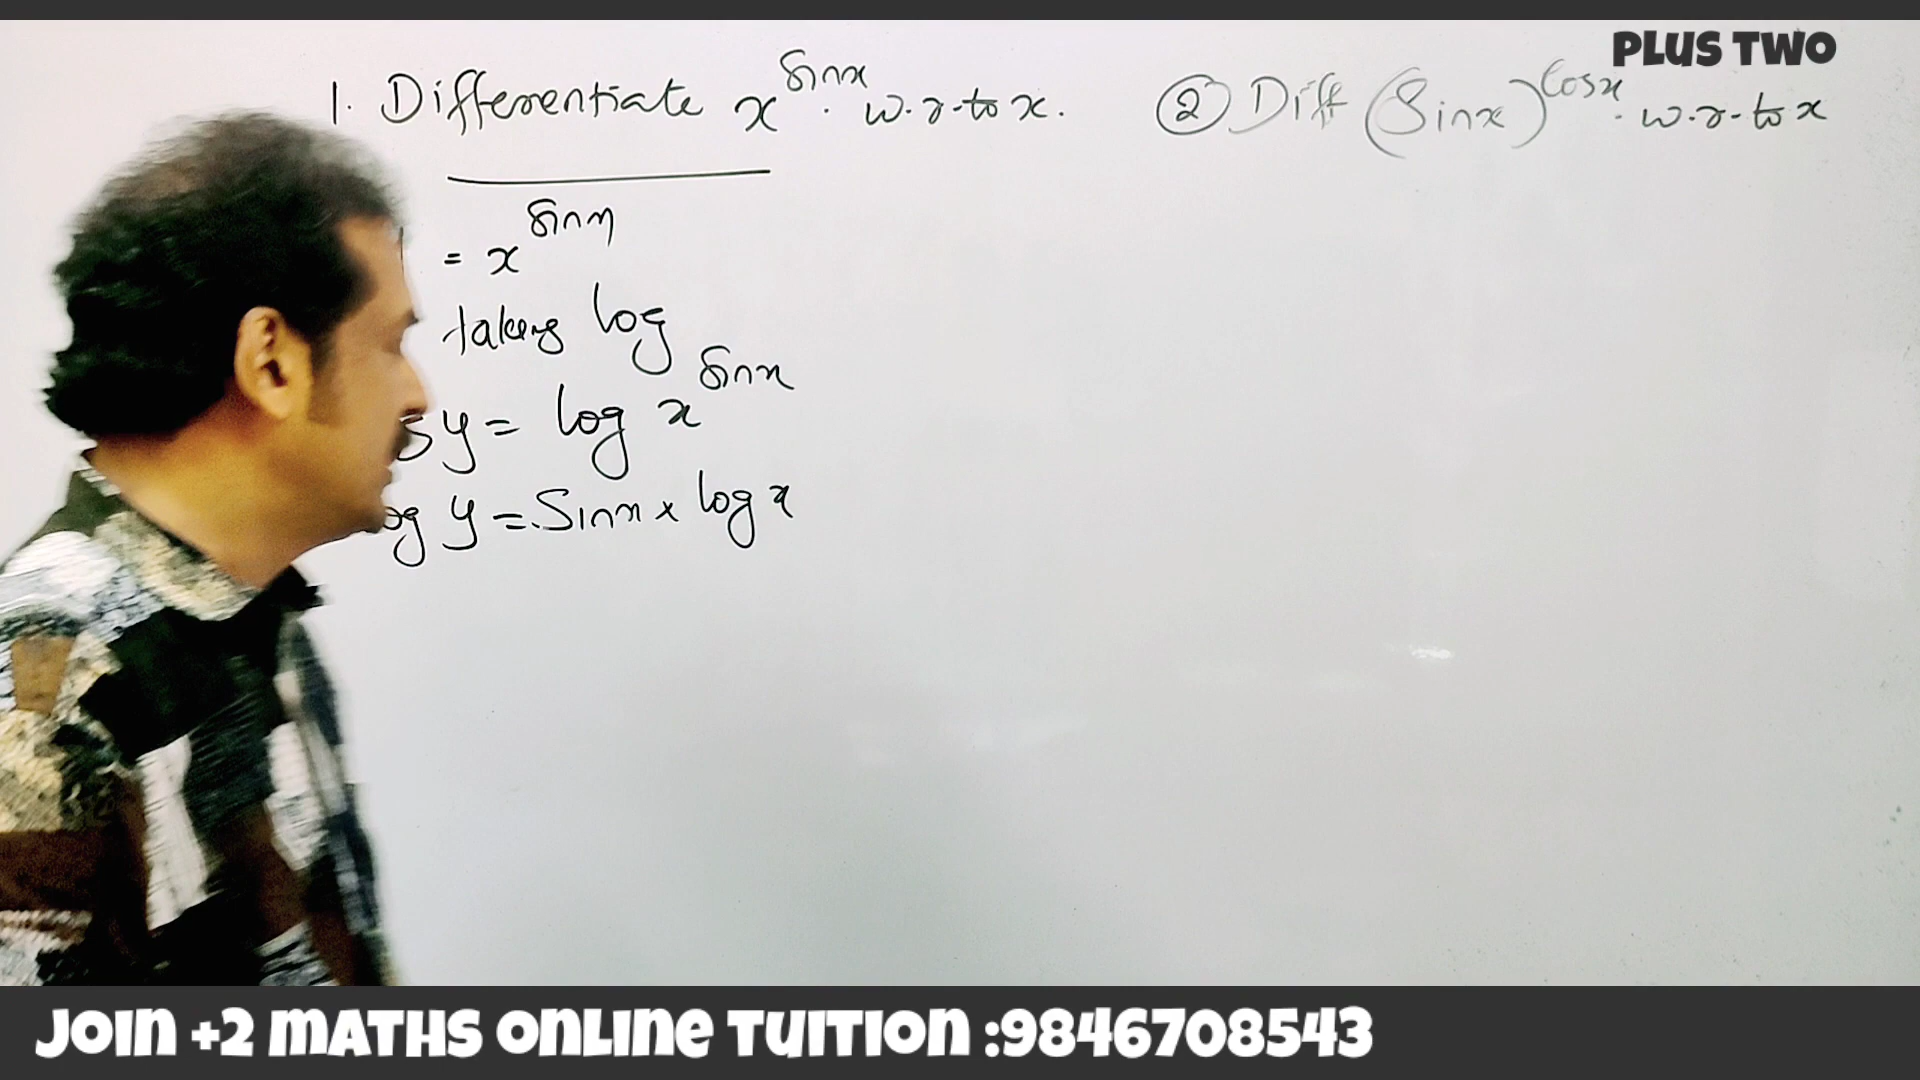 PLUS TWO
1. Differentiate x^sinx. w.r.to x.
② Diff (Sinx)^Cosx. w.r.to x
= x^sinx
taking log
y = log x^sinx
og y = Sinx × log x
JOIN +2 MATHS ONLINE TUITION :9846708543